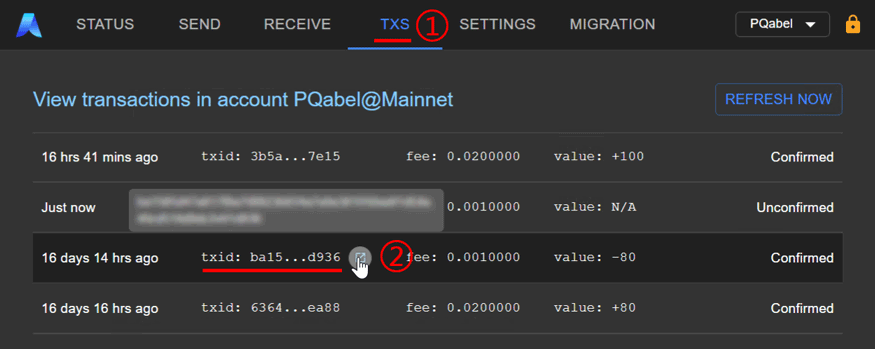 STATUS SEND RECEIVE TXS ① SETTINGS MIGRATION PQabel
View transactions in account PQabel@Mainnet REFRESH NOW
16 hrs 41 mins ago txid: 3b5a...7e15 fee: 0.0200000 value: +100 Confirmed
Just now 0.0010000 value: N/A Unconfirmed
16 days 14 hrs ago txid: ba15...d936 ② fee: 0.0010000 value: -80 Confirmed
16 days 16 hrs ago txid: 6364...ea88 fee: 0.0200000 value: +80 Confirmed